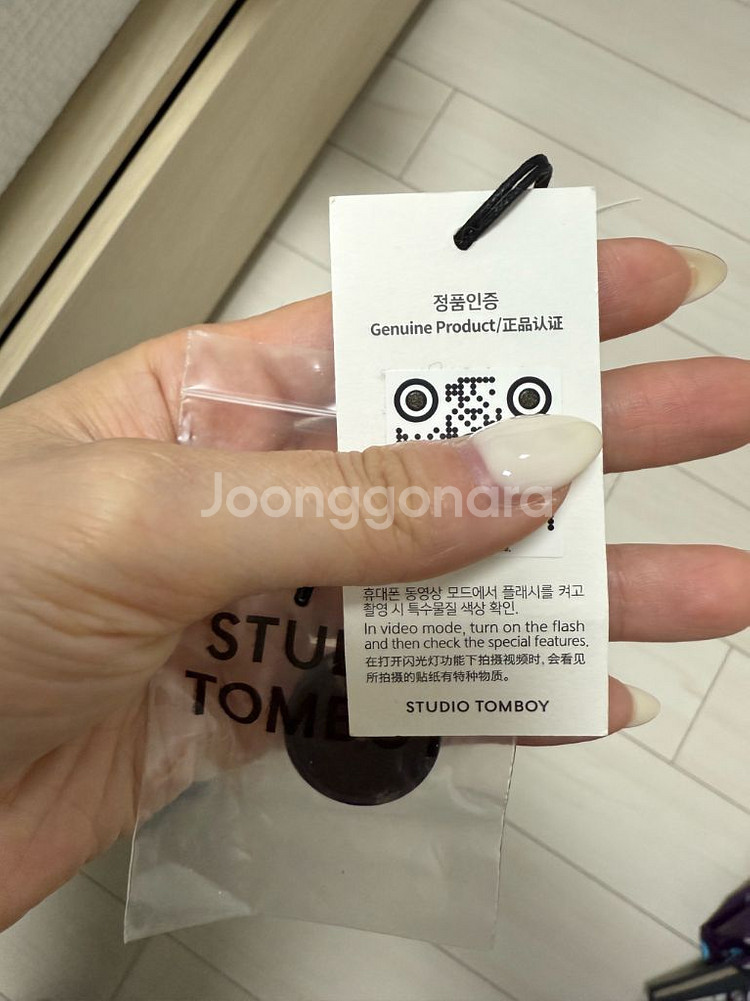 정품인증
Genuine Product/正品认证
Joonggonara
휴대폰 동영상 모드에서 플래시를 켜고
촬영 시 특수물질 색상 확인.
In video mode, turn on the flash
and then check the special features.
在打开闪光灯功能下拍摄视频时, 会看见
所拍摄的贴纸有特种物质。
STUDIO TOMBOY